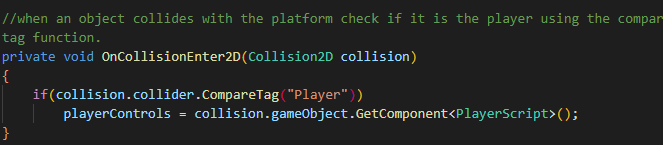 //when an object collides with the platform check if it is the player using the compar
tag function.
private void OnCollisionEnter2D(Collision2D collision)
{
if(collision.collider.CompareTag("Player"))
playerControls = collision.gameObject.GetComponent<PlayerScript>();
}